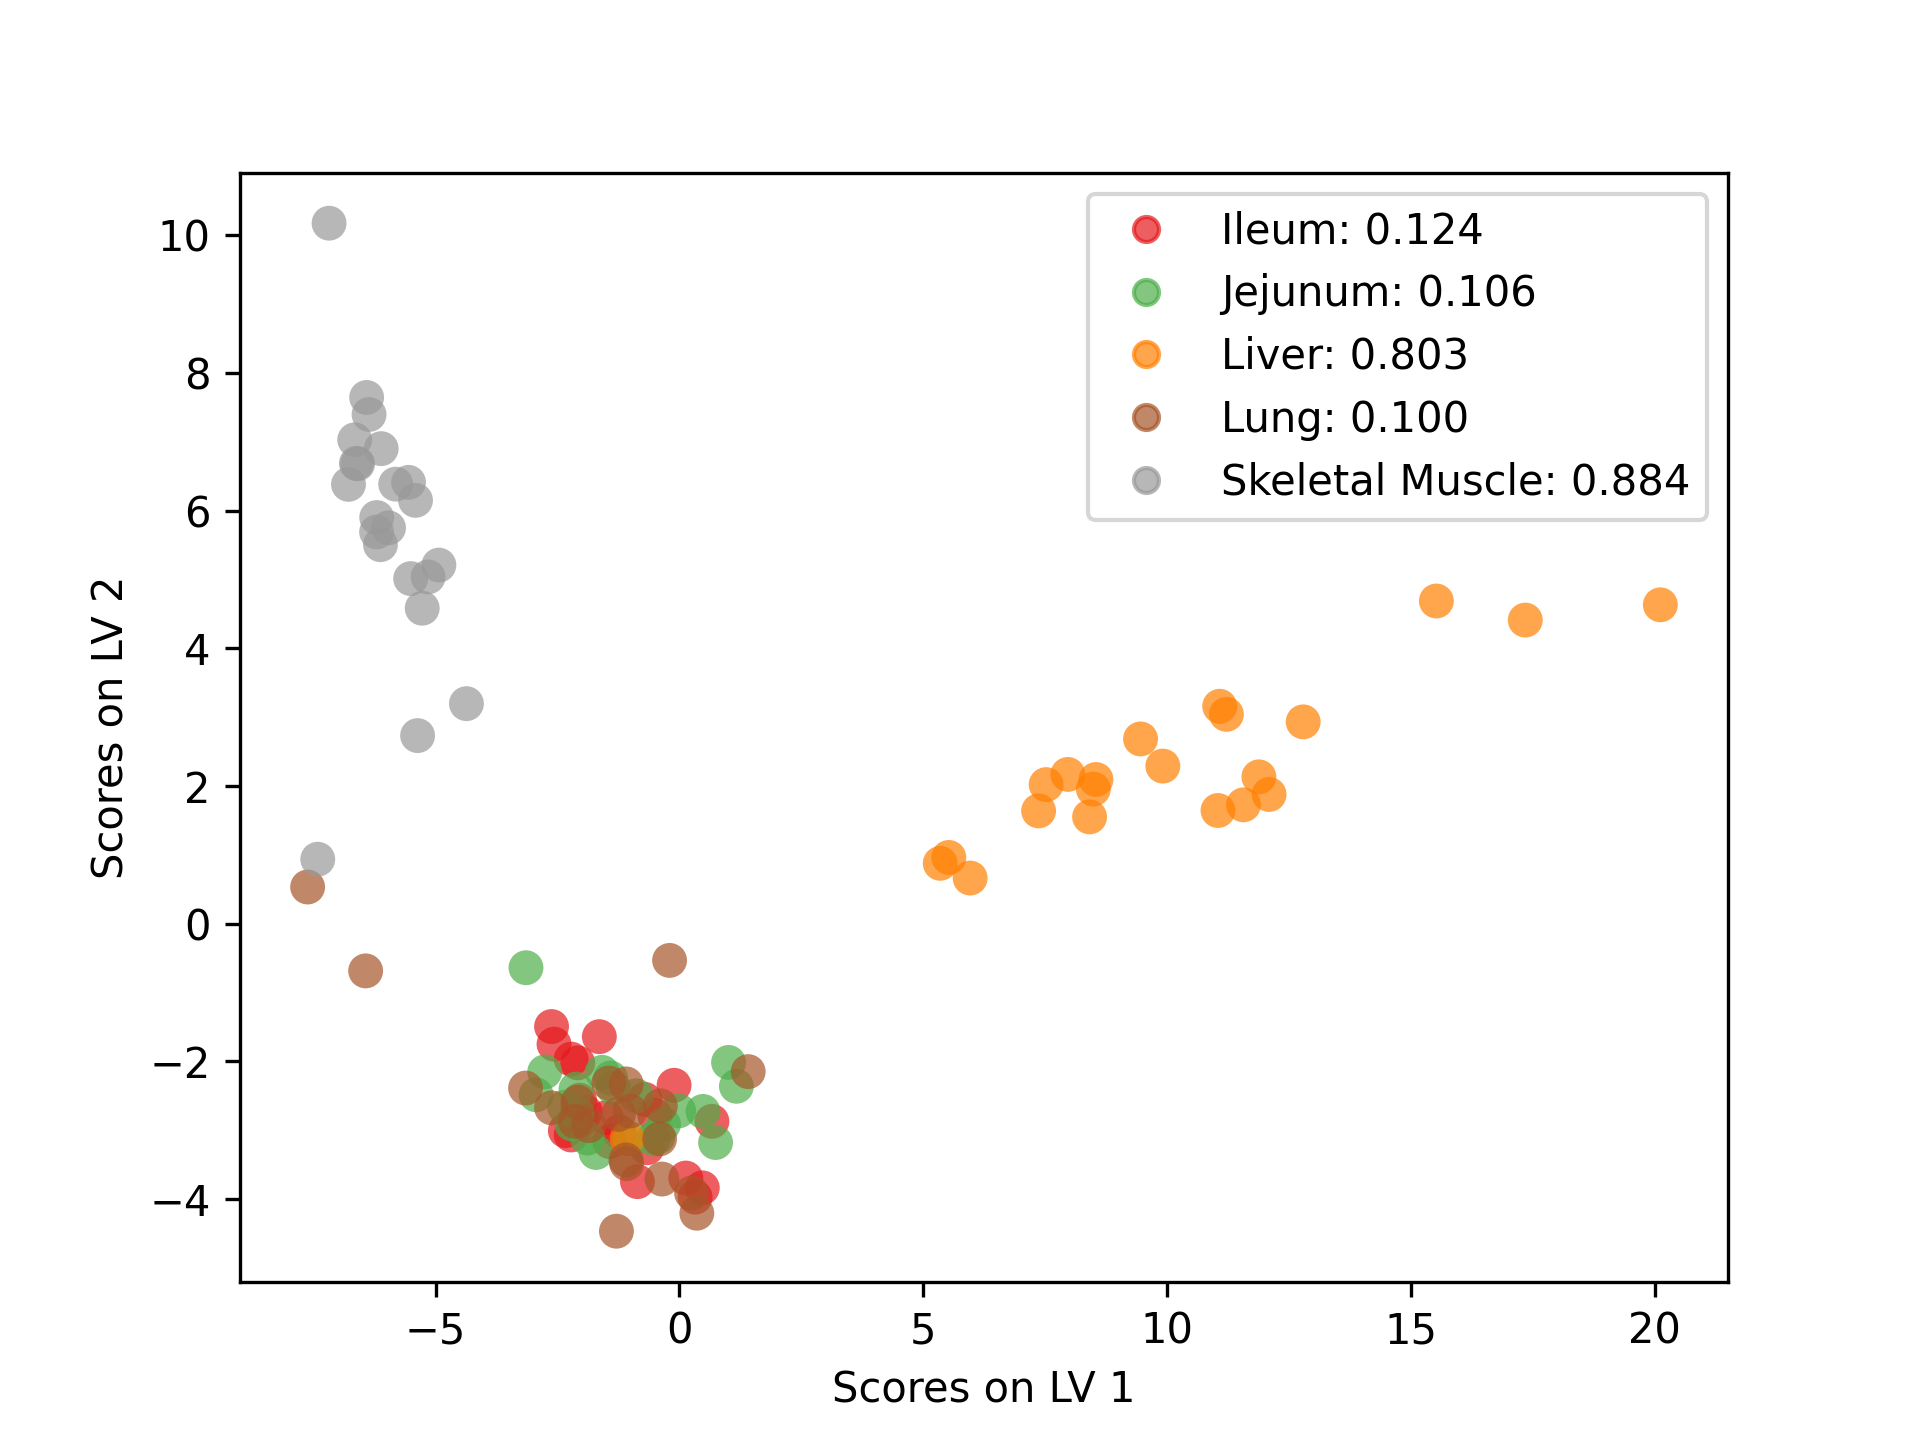 Ileum: 0.124
Jejunum: 0.106
Liver: 0.803
Lung: 0.100
Skeletal Muscle: 0.884
10
8
6
4
2
0
−2
−4
Scores on LV 2
−5 0 5 10 15 20
Scores on LV 1